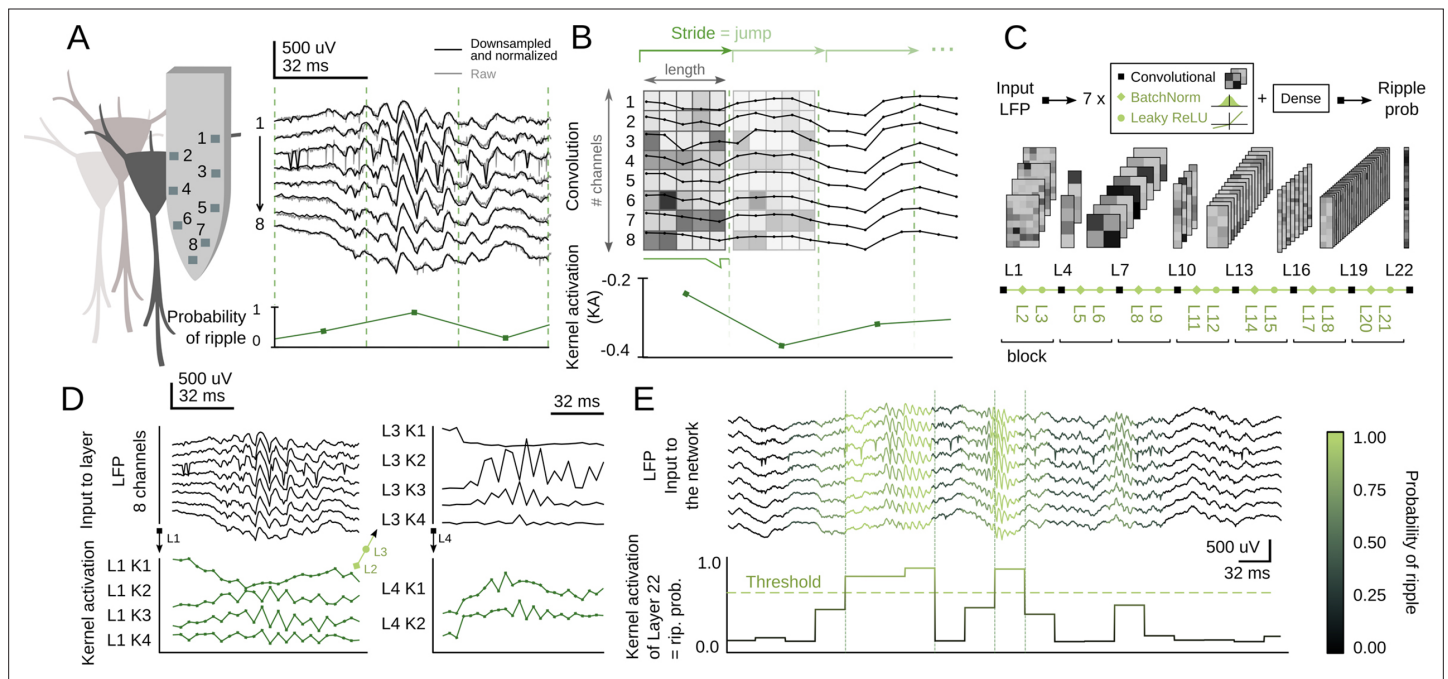 A
500 uV
32 ms
Downsampled
and normalized
Raw
1
2
3
4
5
6
7
8
1
8
Probability
of ripple
1
0
B
Stride = jump
length
Convolution
# channels
1
2
3
4
5
6
7
8
Kernel activation
(KA)
-0.2
-0.4
C
Input
LFP
7 x
Convolutional
BatchNorm
Leaky ReLU
+
Dense
Ripple
prob
L1
L4
L7
L10
L13
L16
L19
L22
L2
L3
L5
L6
L8
L9
L11
L12
L14
L15
L17
L18
L20
L21
block
D
500 uV
32 ms
Input to layer
LFP
8 channels
L1
L2
L3
Kernel activation
L1 K1
L1 K2
L1 K3
L1 K4
32 ms
L3 K1
L3 K2
L3 K3
L3 K4
L4
L4 K1
L4 K2
E
LFP
Input to
the network
500 uV
32 ms
Kernel activation
of Layer 22
= rip. prob.
1.0
0.0
Threshold
1.00
0.75
0.50
0.25
0.00
Probability of ripple